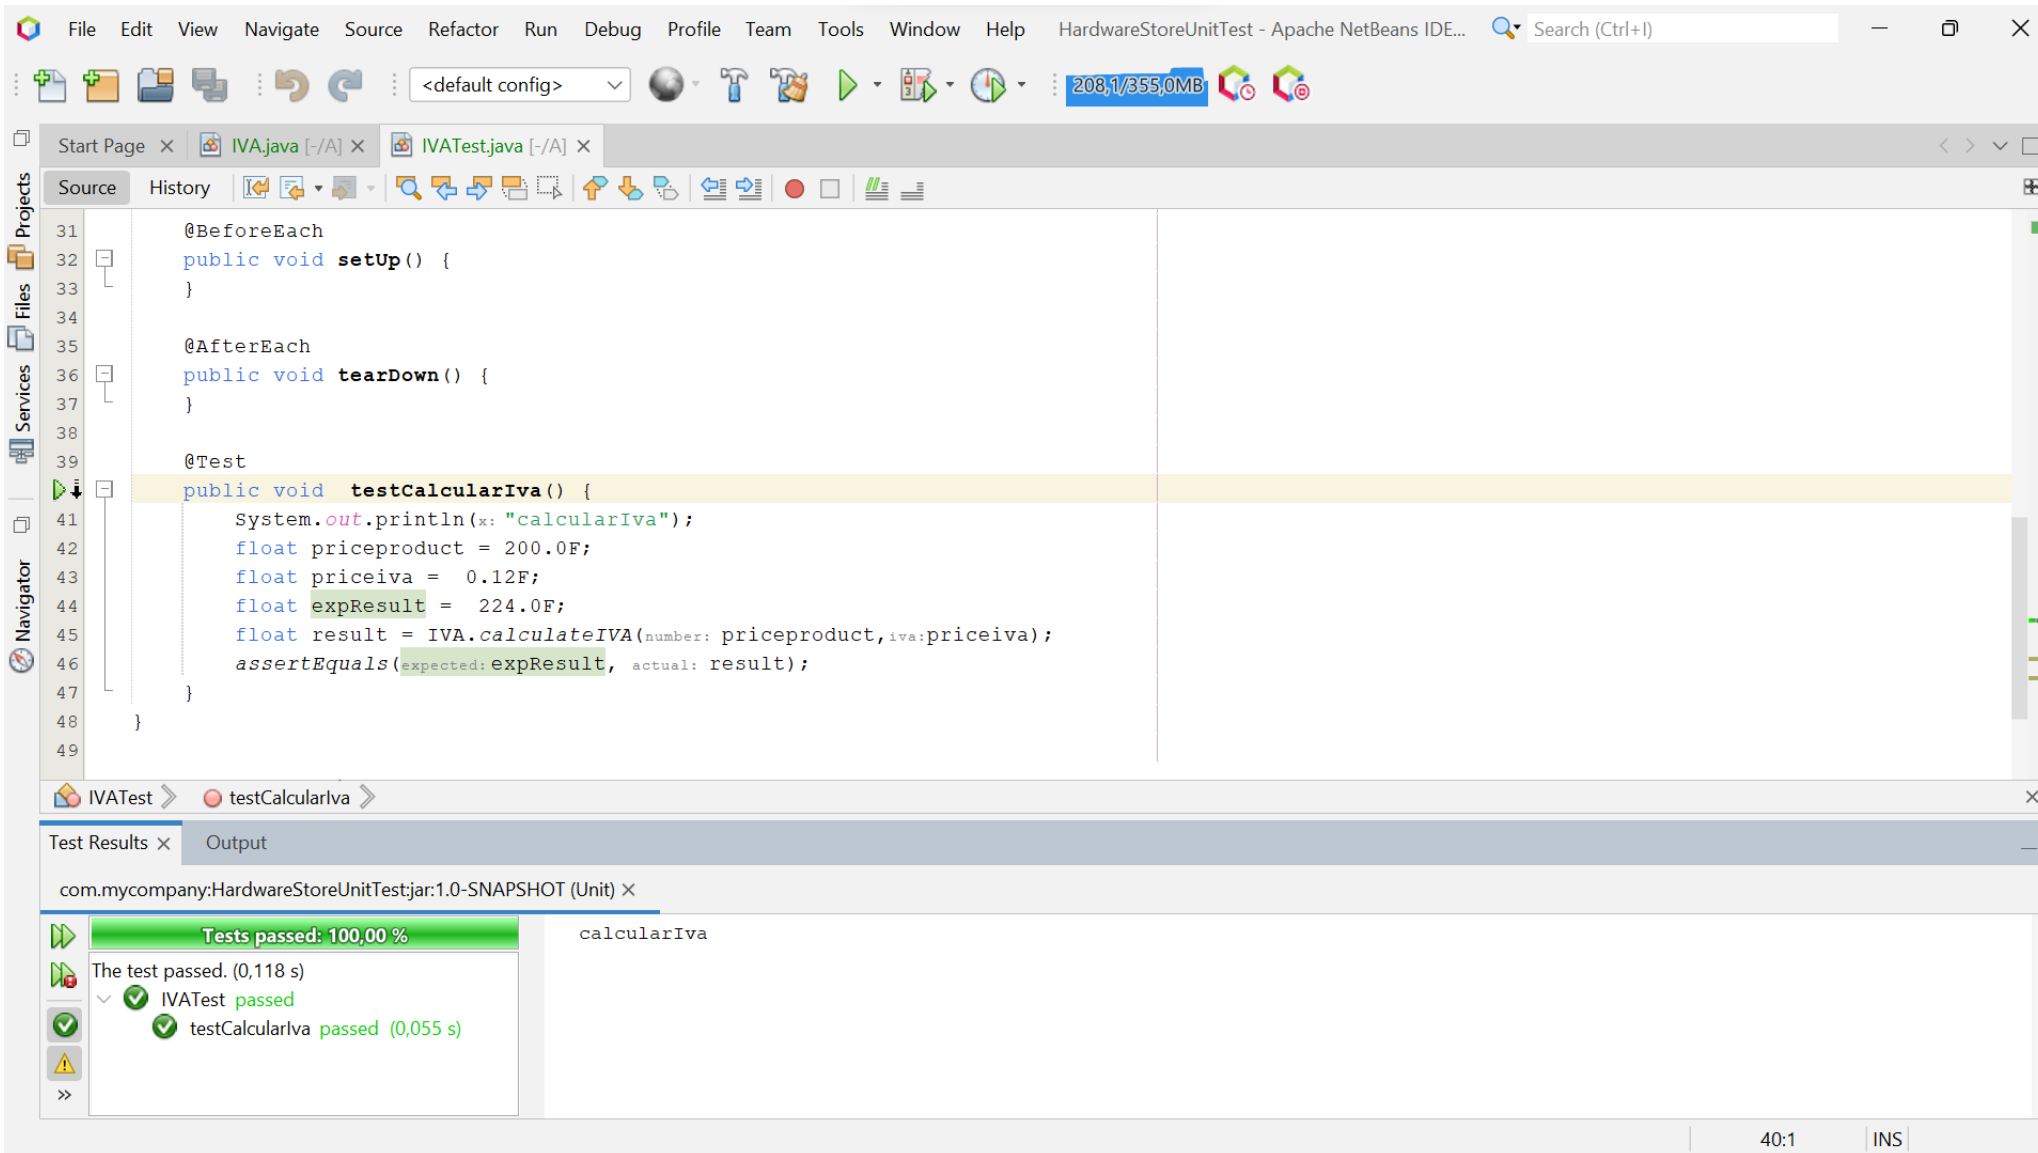 File Edit View Navigate Source Refactor Run Debug Profile Team Tools Window Help HardwareStoreUnitTest - Apache NetBeans IDE... Search (Ctrl+I)
<default config> 208,1/355,0MB
Start Page IVA.java [-/A] IVATest.java [-/A]
Source History
Projects
Files
Services
Navigator
31 @BeforeEach
32 public void setUp() {
33 }
34
35 @AfterEach
36 public void tearDown() {
37 }
38
39 @Test
public void  testCalcularIva() {
41 System.out.println(x: "calcularIva");
42 float priceproduct = 200.0F;
43 float priceiva =  0.12F;
44 float expResult =  224.0F;
45 float result = IVA.calculateIVA(number: priceproduct,iva:priceiva);
46 assertEquals(expected: expResult, actual: result);
47 }
48 }
49
IVATest testCalcularIva
Test Results Output
com.mycompany:HardwareStoreUnitTest:jar:1.0-SNAPSHOT (Unit)
Tests passed: 100,00 %
calcularIva
The test passed. (0,118 s)
IVATest passed
testCalcularIva passed (0,055 s)
40:1 INS